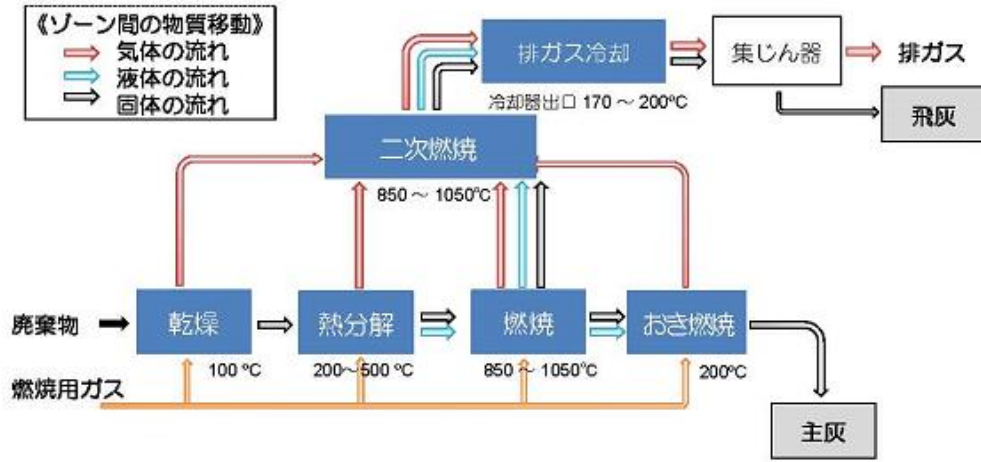 《ゾーン間の物質移動》
気体の流れ
液体の流れ
固体の流れ
排ガス冷却
集じん器
排ガス
冷却器出口 170 ～ 200℃
飛灰
二次燃焼
850 ～ 1050℃
廃棄物
乾燥
熱分解
燃焼
おき燃焼
100 ℃
200～500 ℃
850 ～ 1050℃
200℃
燃焼用ガス
主灰